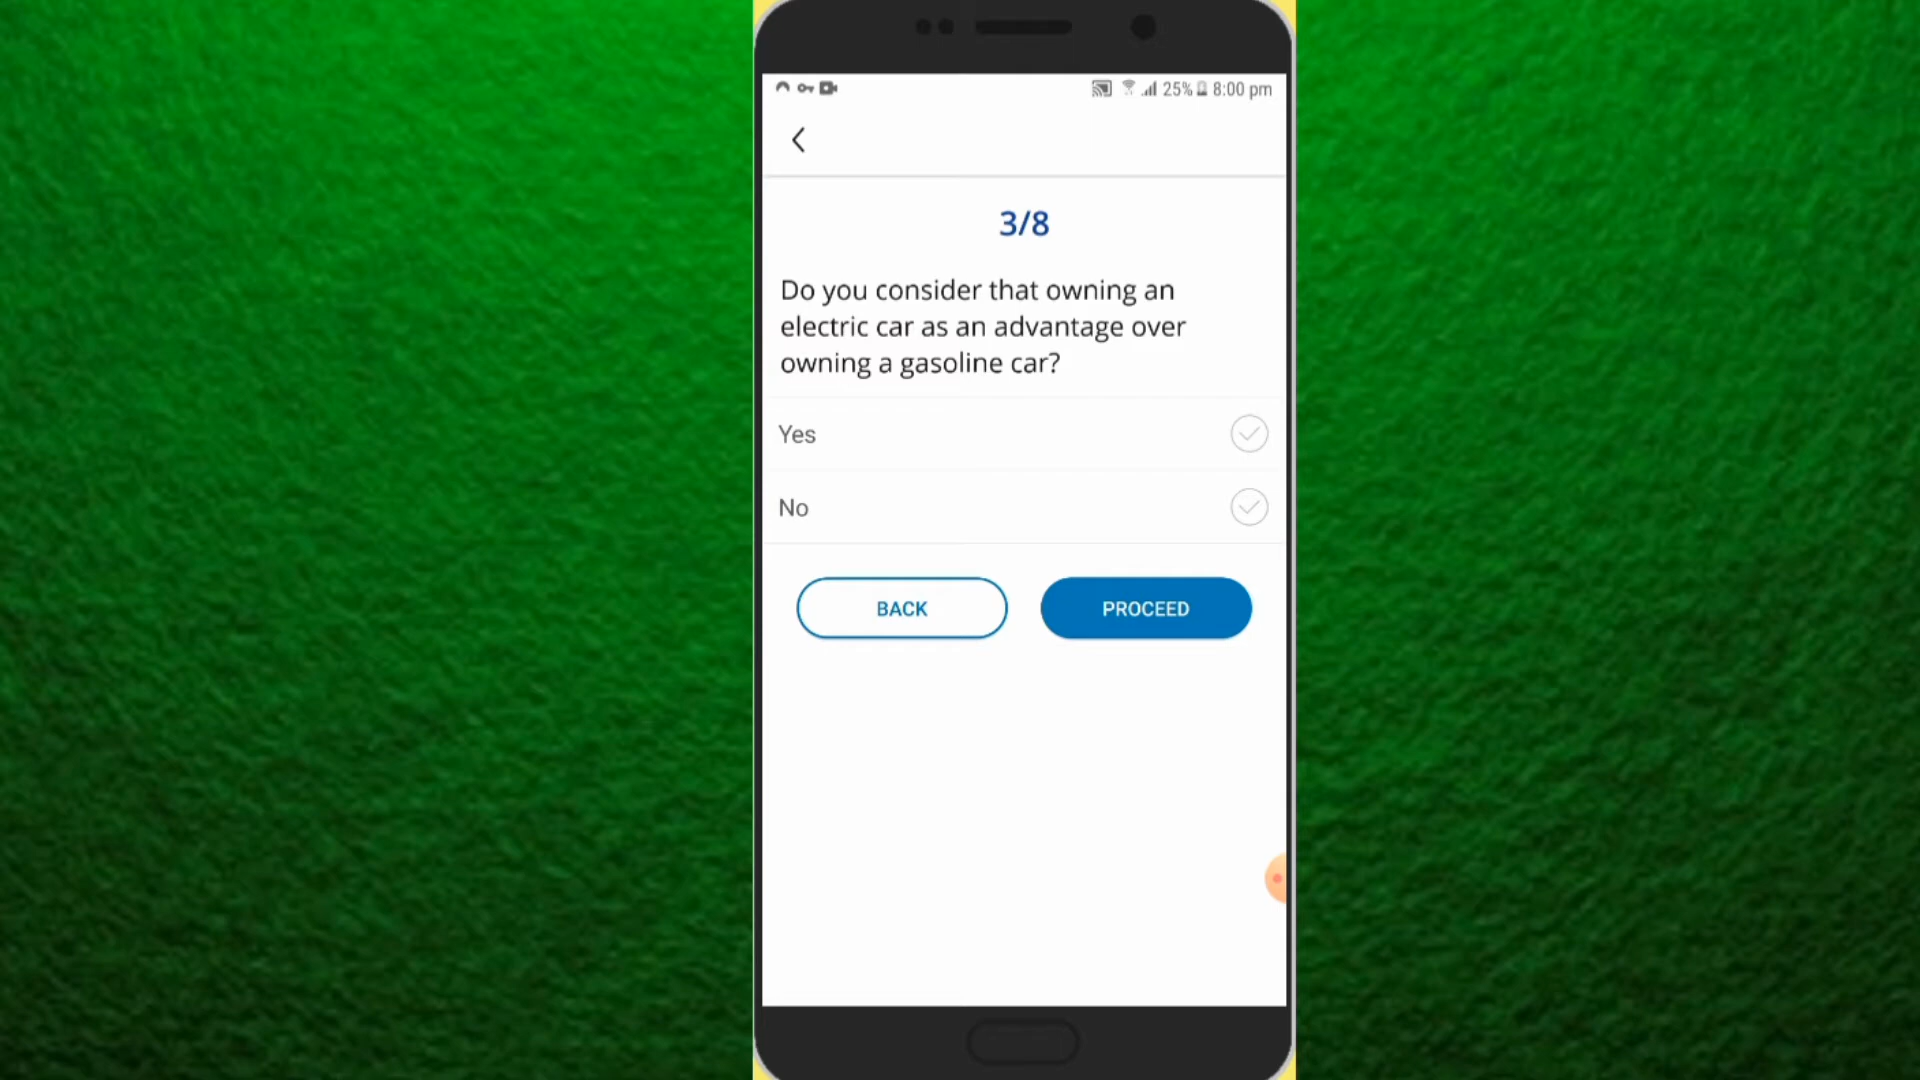 25% 8:00 pm
3/8
Do you consider that owning an
electric car as an advantage over
owning a gasoline car?
Yes
No
BACK
PROCEED